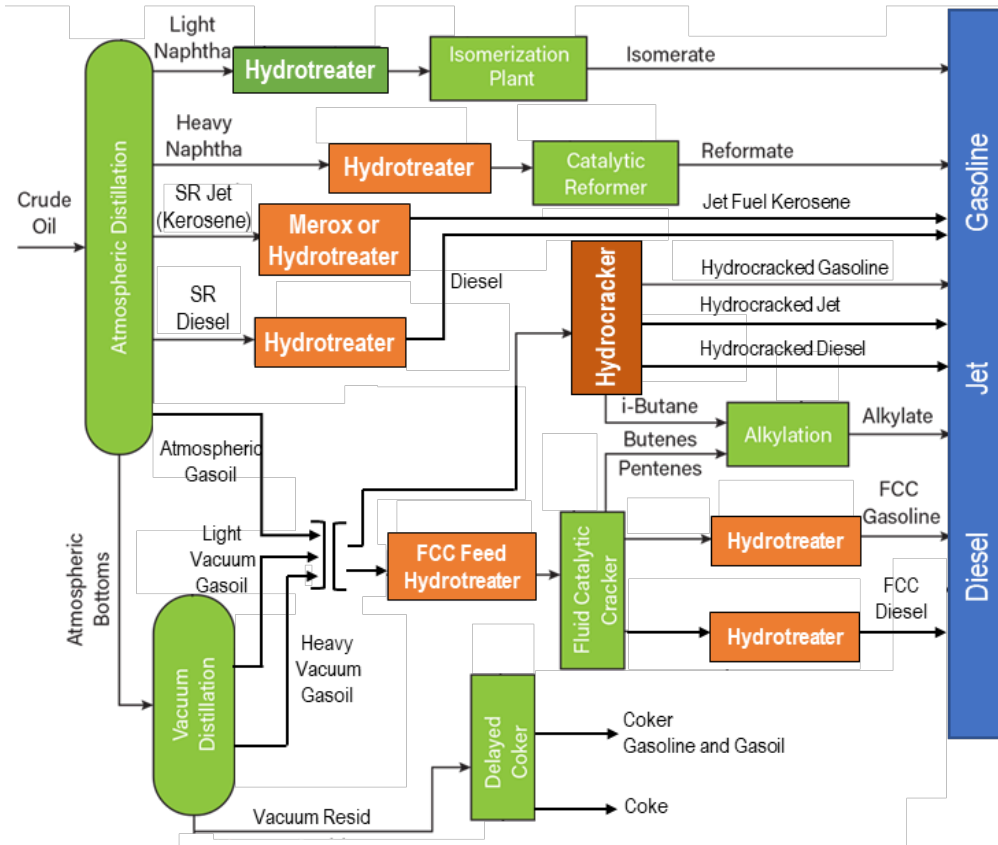 Light
Naphtha
Hydrotreater
Isomerization
Plant
Isomerate
Heavy
Naphtha
Hydrotreater
Catalytic
Reformer
Reformate
Crude
Oil
Atmospheric Distillation
SR Jet
(Kerosene)
Merox or
Hydrotreater
Jet Fuel Kerosene
Diesel
SR
Diesel
Hydrotreater
Hydrocracker
Hydrocracked Gasoline
Hydrocracked Jet
Hydrocracked Diesel
i-Butane
Butenes
Pentenes
Alkylation
Alkylate
Atmospheric
Gasoil
Light
Vacuum
Gasoil
Heavy
Vacuum
Gasoil
FCC Feed
Hydrotreater
Fluid Catalytic
Cracker
Hydrotreater
FCC
Gasoline
Hydrotreater
FCC
Diesel
Atmospheric
Bottoms
Vacuum
Distillation
Vacuum Resid
Delayed
Coker
Coker
Gasoline and Gasoil
Coke
Gasoline
Jet
Diesel